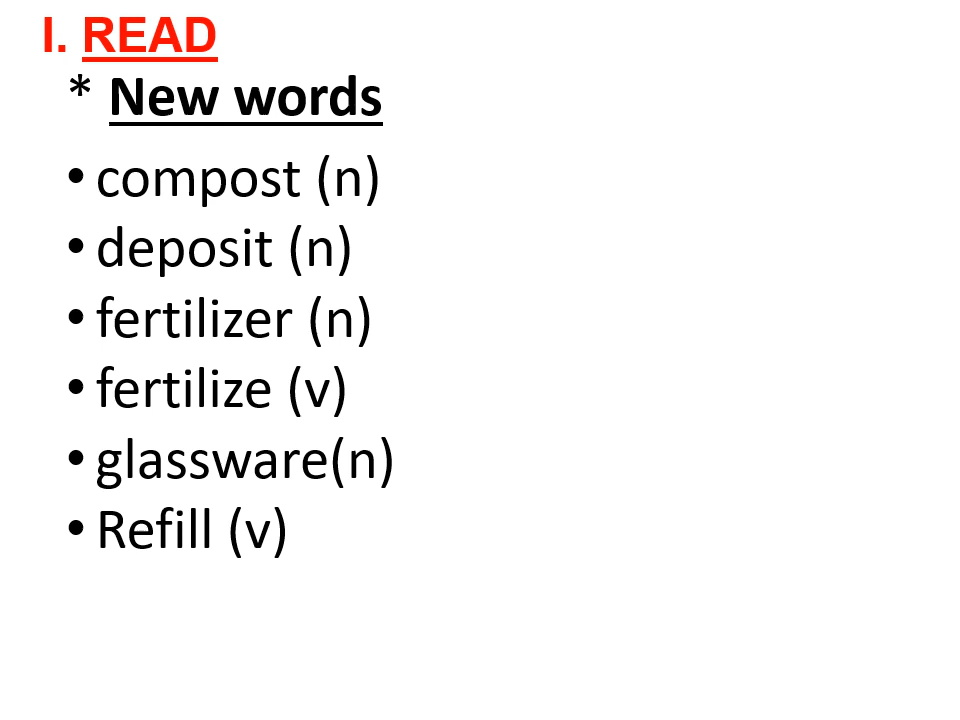 I. READ
* New words
• compost (n)
• deposit (n)
• fertilizer (n)
• fertilize (v)
• glassware(n)
• Refill (v)